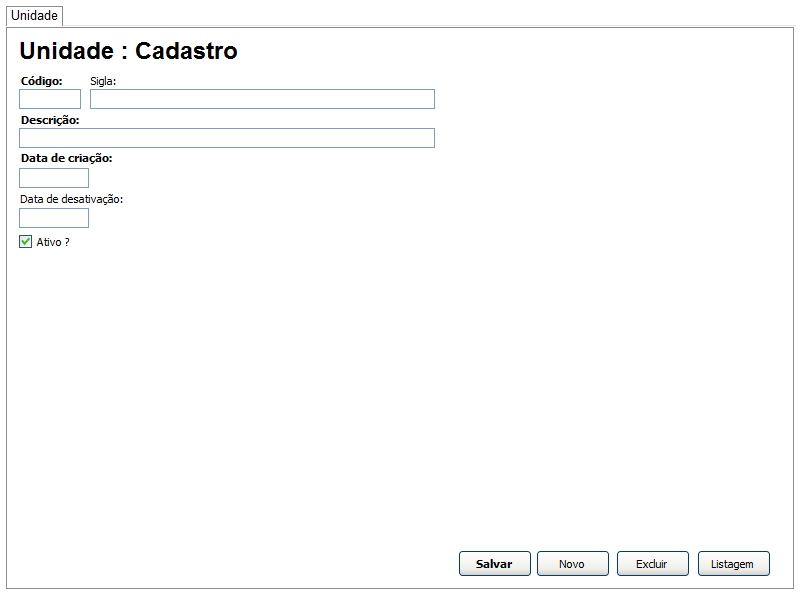 Unidade
Unidade : Cadastro
Código: Sigla:
Descrição:
Data de criação:
Data de desativação:
Ativo ?
Salvar Novo Excluir Listagem